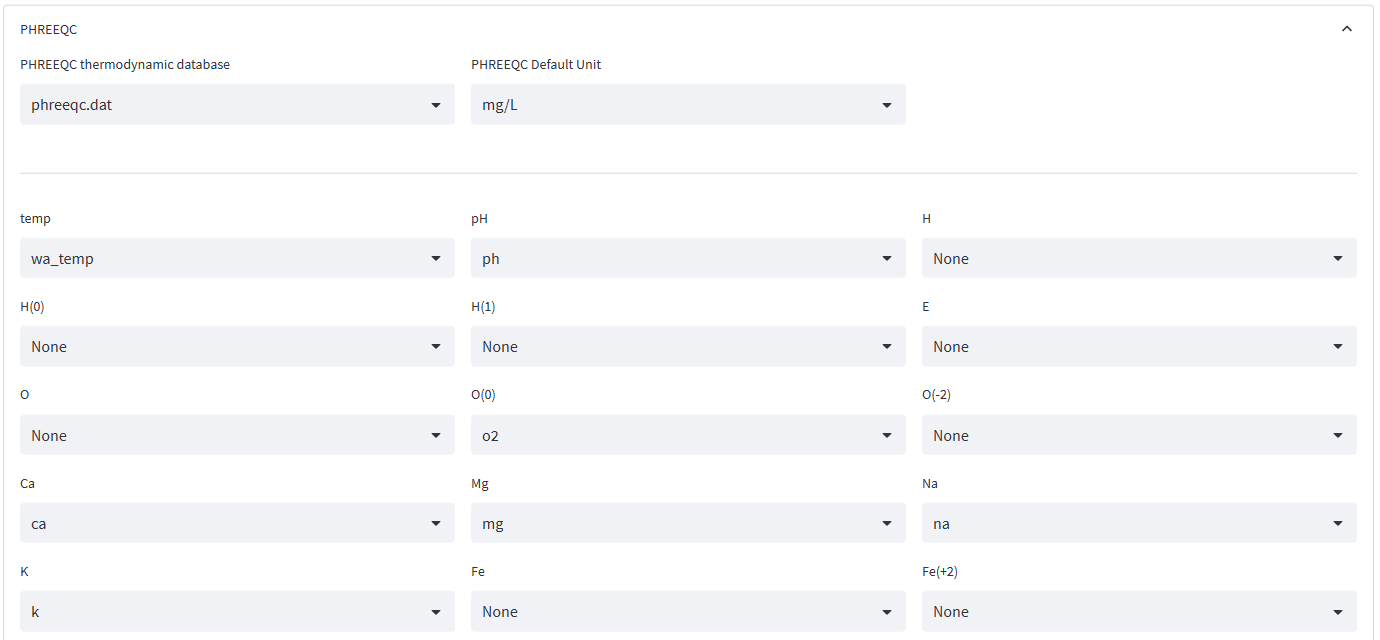 PHREEQC
PHREEQC thermodynamic database PHREEQC Default Unit
phreeqc.dat mg/L
temp pH H
wa_temp ph None
H(0) H(1) E
None None None
O O(0) O(-2)
None o2 None
Ca Mg Na
ca mg na
K Fe Fe(+2)
k None None